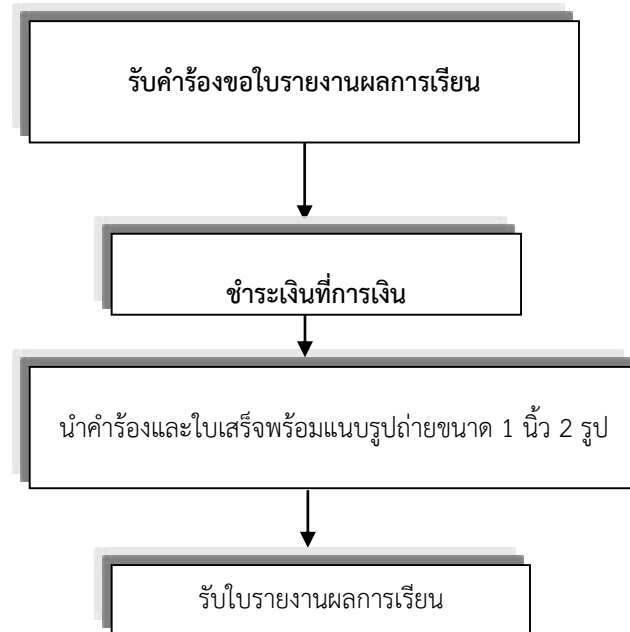 รับคำร้องขอใบรายงานผลการเรียน
ชำระเงินที่การเงิน
นำคำร้องและใบเสร็จพร้อมแนบรูปถ่ายขนาด 1 นิ้ว 2 รูป
รับใบรายงานผลการเรียน